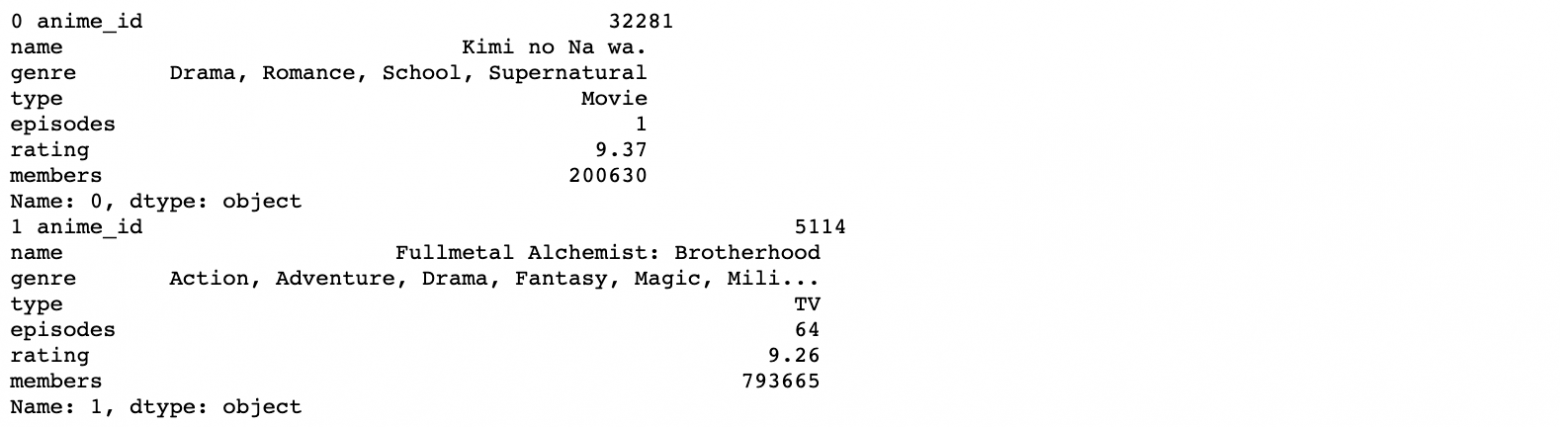 0 anime_id                                   32281
name                              Kimi no Na wa.
genre       Drama, Romance, School, Supernatural
type                                       Movie
episodes                                       1
rating                                      9.37
members                                   200630
Name: 0, dtype: object
1 anime_id                                                 5114
name                         Fullmetal Alchemist: Brotherhood
genre       Action, Adventure, Drama, Fantasy, Magic, Mili...
type                                                       TV
episodes                                                   64
rating                                                   9.26
members                                                793665
Name: 1, dtype: object